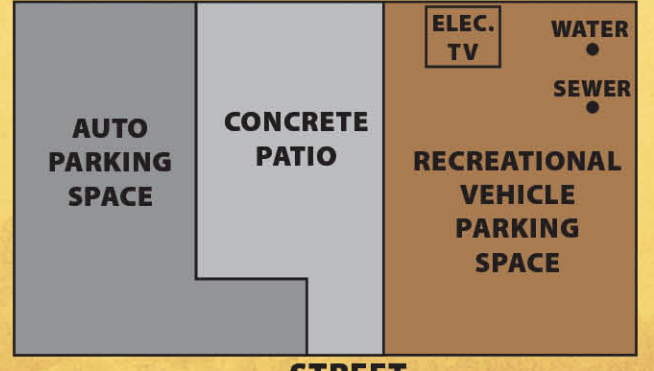 AUTO
PARKING
SPACE
CONCRETE
PATIO
ELEC.
TV
WATER
SEWER
RECREATIONAL
VEHICLE
PARKING
SPACE
STREET